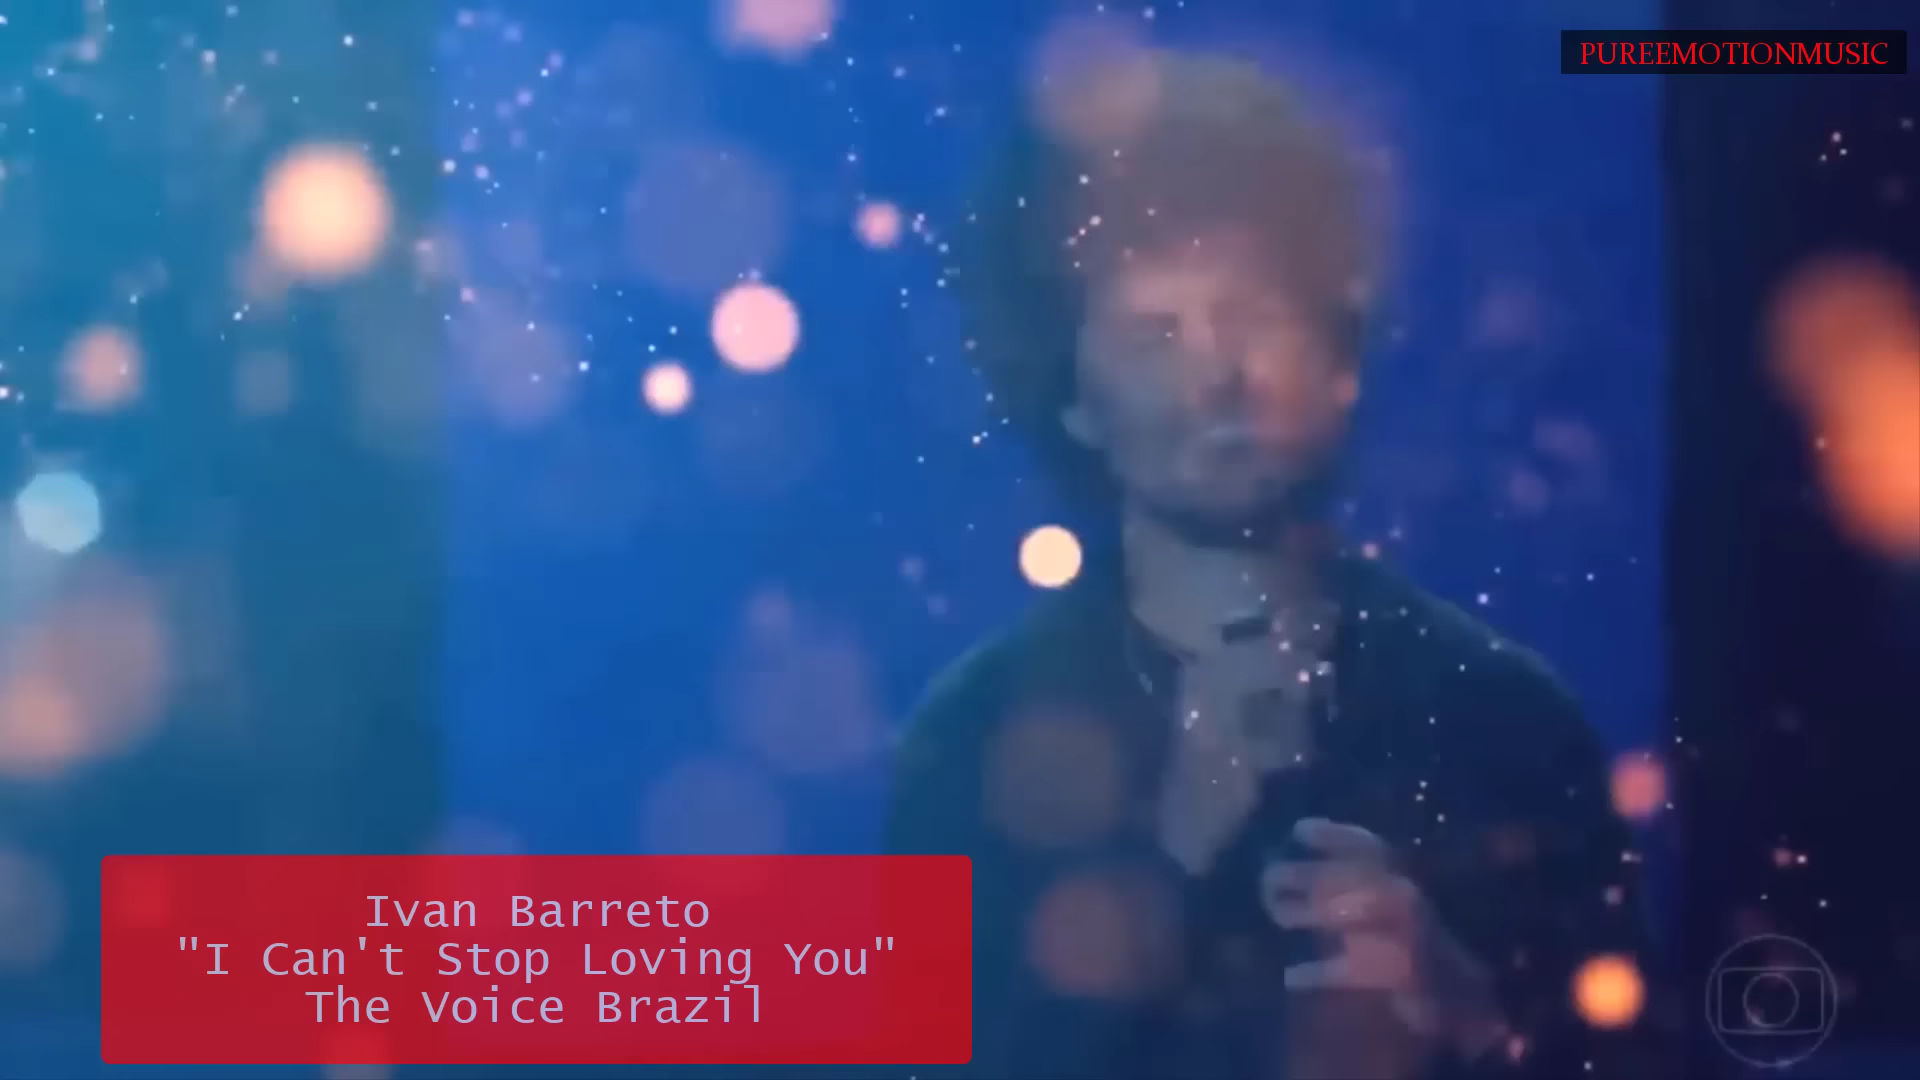 PUREEMOTIONMUSIC
Ivan Barreto
"I Can't Stop Loving You"
The Voice Brazil